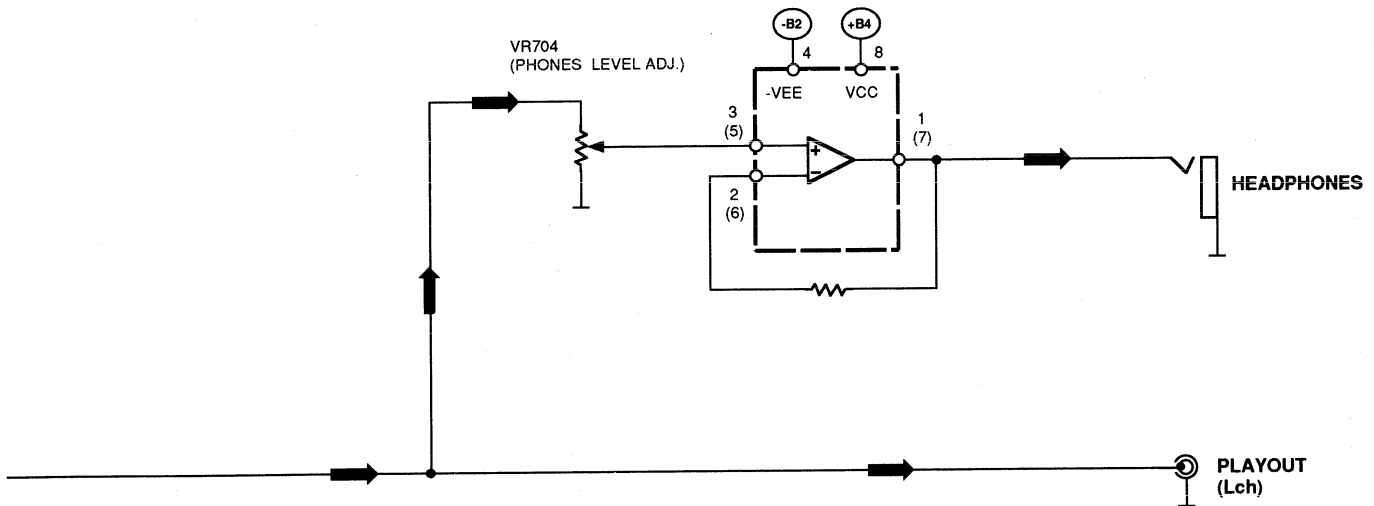 -B2
+B4
VR704
(PHONES LEVEL ADJ.)
4
8
-VEE
VCC
3
(5)
1
(7)
+
−
2
(6)
HEADPHONES
PLAYOUT
(Lch)